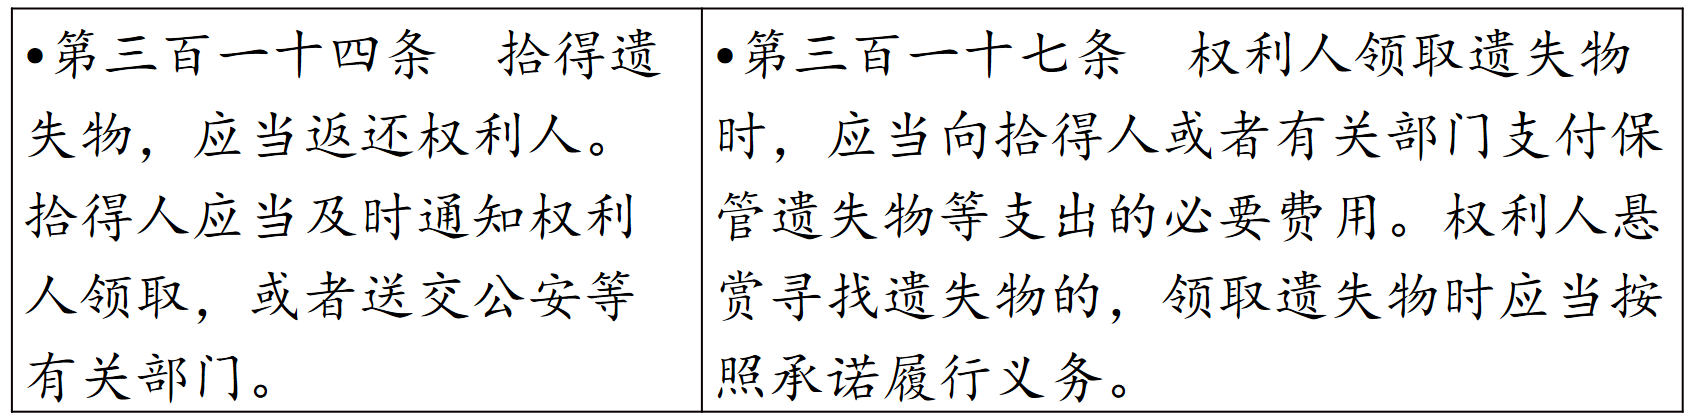 •第三百一十四条　拾得遗
失物，应当返还权利人。
拾得人应当及时通知权利
人领取，或者送交公安等
有关部门。
•第三百一十七条　权利人领取遗失物
时，应当向拾得人或者有关部门支付保
管遗失物等支出的必要费用。权利人悬
赏寻找遗失物的，领取遗失物时应当按
照承诺履行义务。